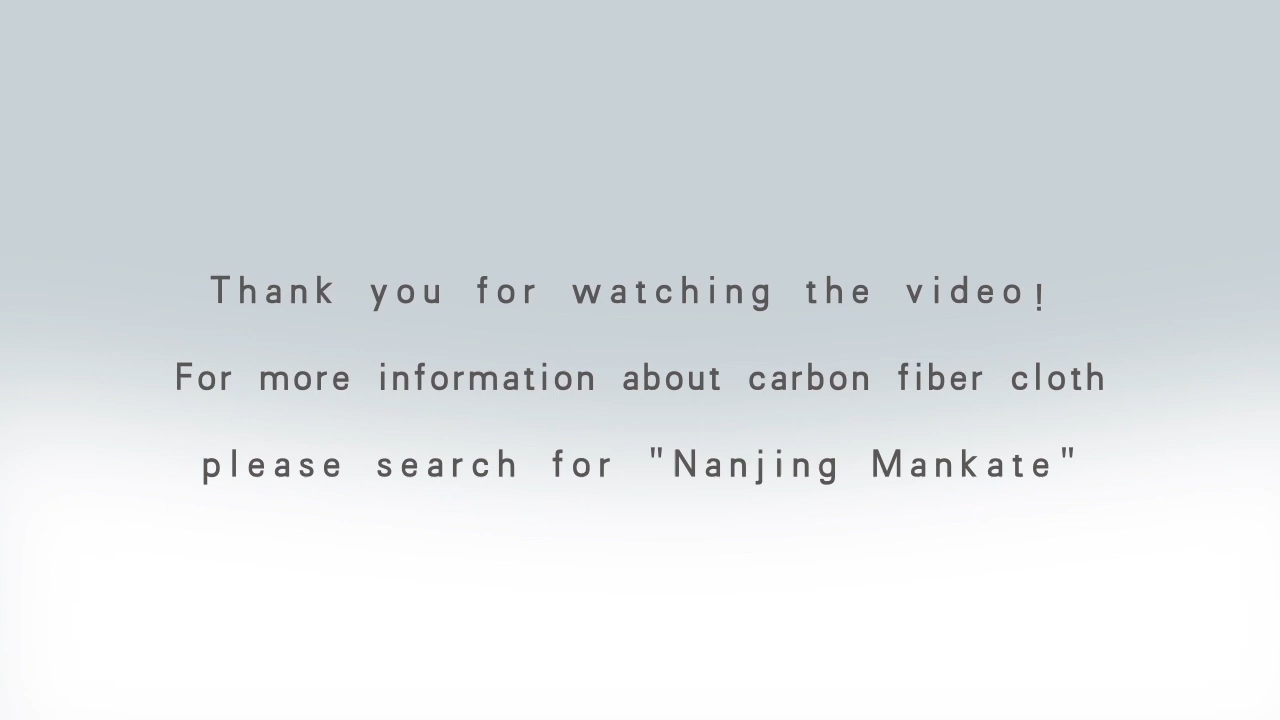 Thank you for watching the video!
For more information about carbon fiber cloth
please search for "Nanjing Mankate"